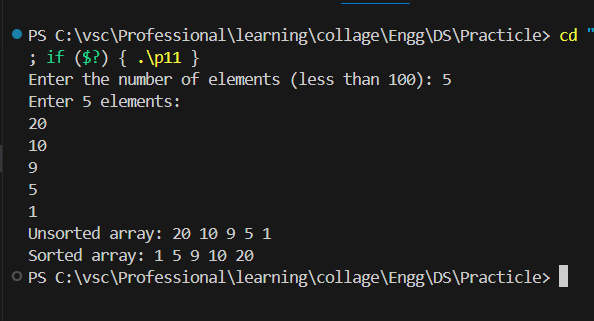 PS C:\vsc\Professional\learning\collage\Engg\DS\Practicle> cd "
; if ($?) { .\p11 }
Enter the number of elements (less than 100): 5
Enter 5 elements:
20
10
9
5
1
Unsorted array: 20 10 9 5 1
Sorted array: 1 5 9 10 20
PS C:\vsc\Professional\learning\collage\Engg\DS\Practicle>